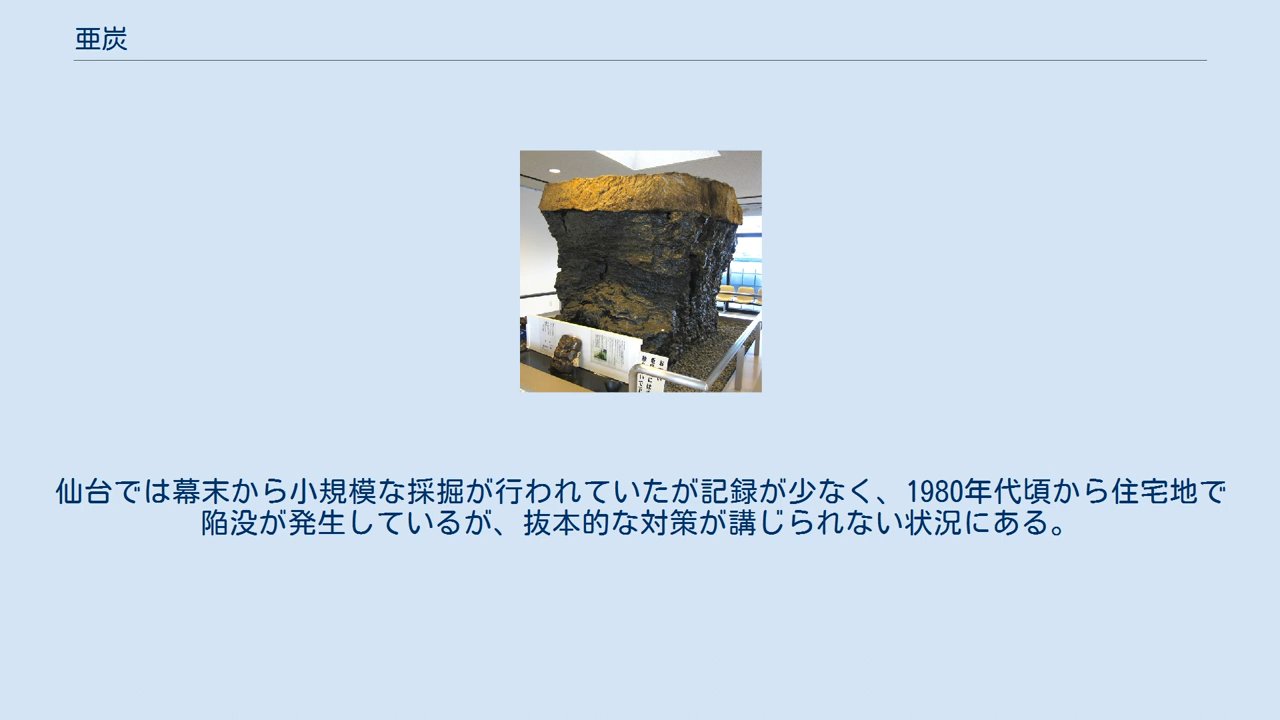 亜炭
仙台では幕末から小規模な採掘が行われていたが記録が少なく、1980年代頃から住宅地で
陥没が発生しているが、抜本的な対策が講じられない状況にある。